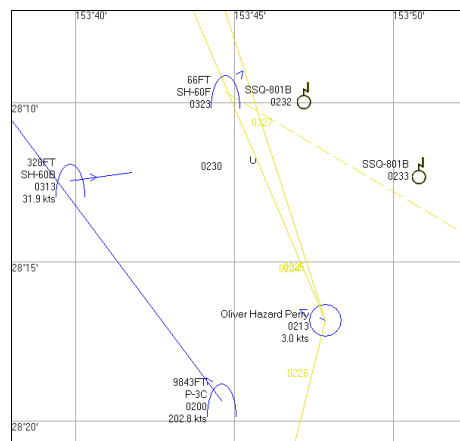 153°40'
153°45'
153°50'
28°10'
28°15'
28°20'
66FT
SH-60F
0323
SSQ-801B
0232
0327
328FT
SH-60B
0313
31.9 kts
0230
U
SSQ-801B
0233
0225
Oliver Hazard Perry
0213
3.0 kts
0226
9843FT
P-3C
0200
202.8 kts